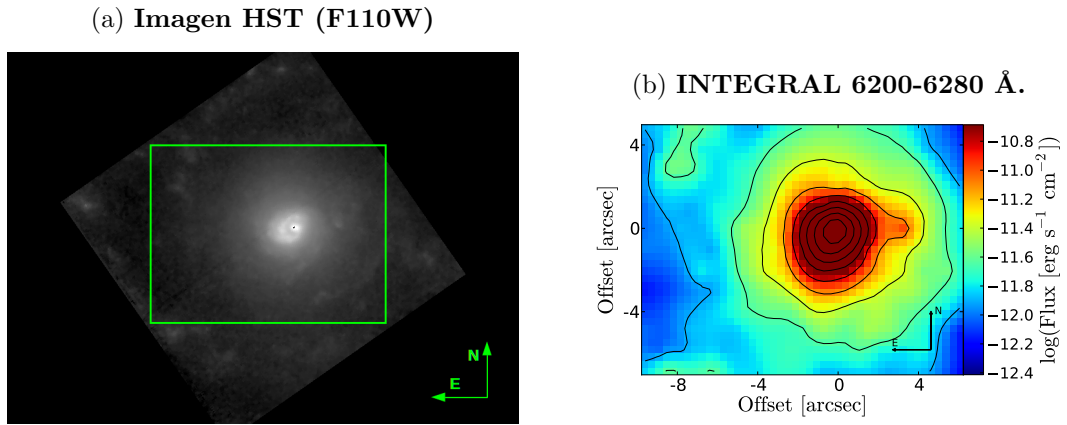 (a) Imagen HST (F110W)
N
E
(b) INTEGRAL 6200-6280 Å.
4
0
-4
Offset [arcsec]
-8
-4
0
4
Offset [arcsec]
N
E
−10.8
−11.0
−11.2
−11.4
−11.6
−11.8
−12.0
−12.2
−12.4
log(Flux [erg s⁻¹ cm⁻²])